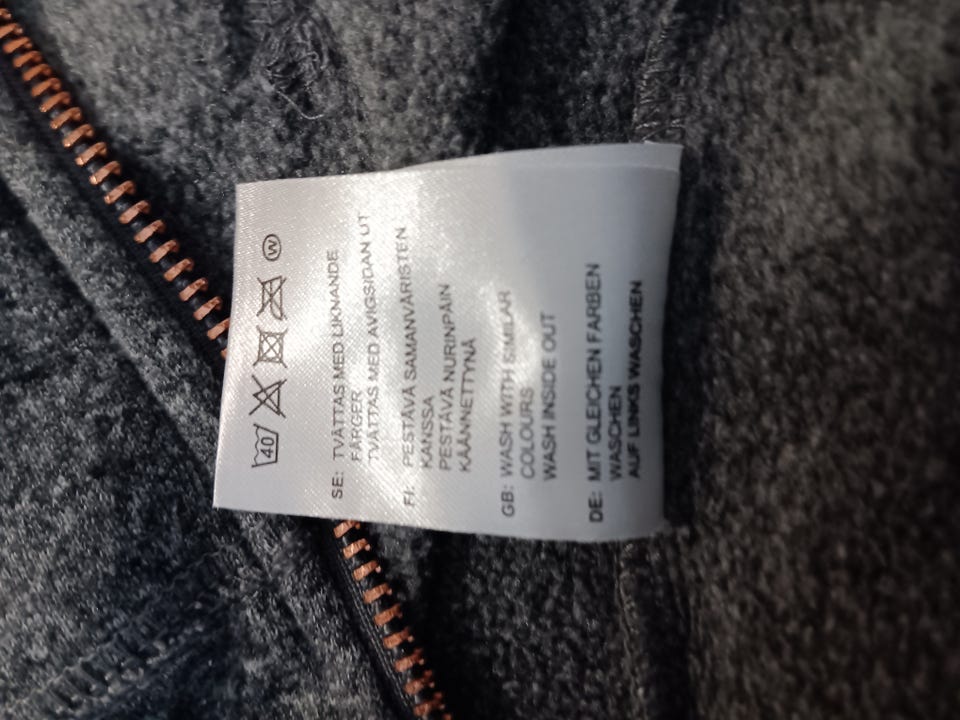 40 W
SE: TVÄTTAS MED LIKNANDE
FÄRGER
TVÄTTAS MED AVIGSIDAN UT
FI: PESTÄVÄ SAMANVÄRISTEN
KANSSA
PESTÄVÄ NURINPÄIN
KÄÄNNETTYNÄ
GB: WASH WITH SIMILAR
COLOURS
WASH INSIDE OUT
DE: MIT GLEICHEN FARBEN
WASCHEN
AUF LINKS WASCHEN